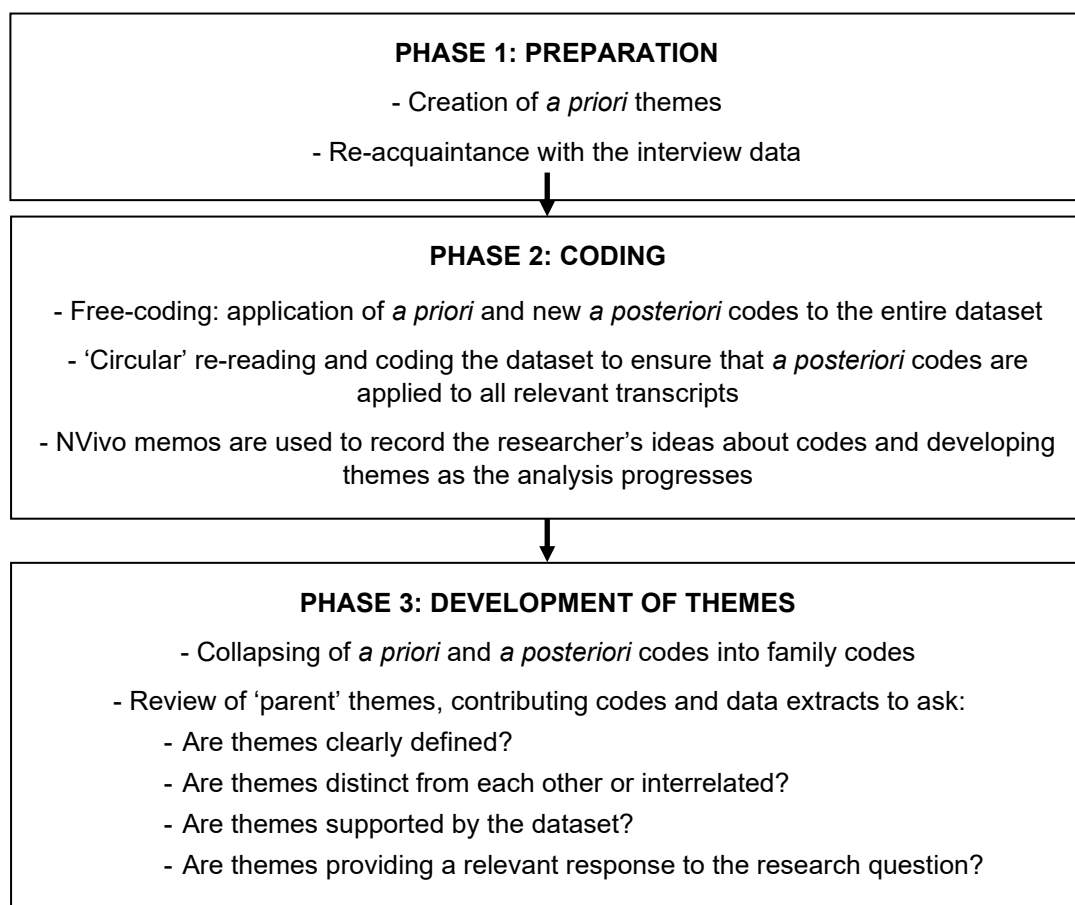 PHASE 1: PREPARATION
- Creation of a priori themes
- Re-acquaintance with the interview data
PHASE 2: CODING
- Free-coding: application of a priori and new a posteriori codes to the entire dataset
- ‘Circular’ re-reading and coding the dataset to ensure that a posteriori codes are
applied to all relevant transcripts
- NVivo memos are used to record the researcher’s ideas about codes and developing
themes as the analysis progresses
PHASE 3: DEVELOPMENT OF THEMES
- Collapsing of a priori and a posteriori codes into family codes
- Review of ‘parent’ themes, contributing codes and data extracts to ask:
- Are themes clearly defined?
- Are themes distinct from each other or interrelated?
- Are themes supported by the dataset?
- Are themes providing a relevant response to the research question?